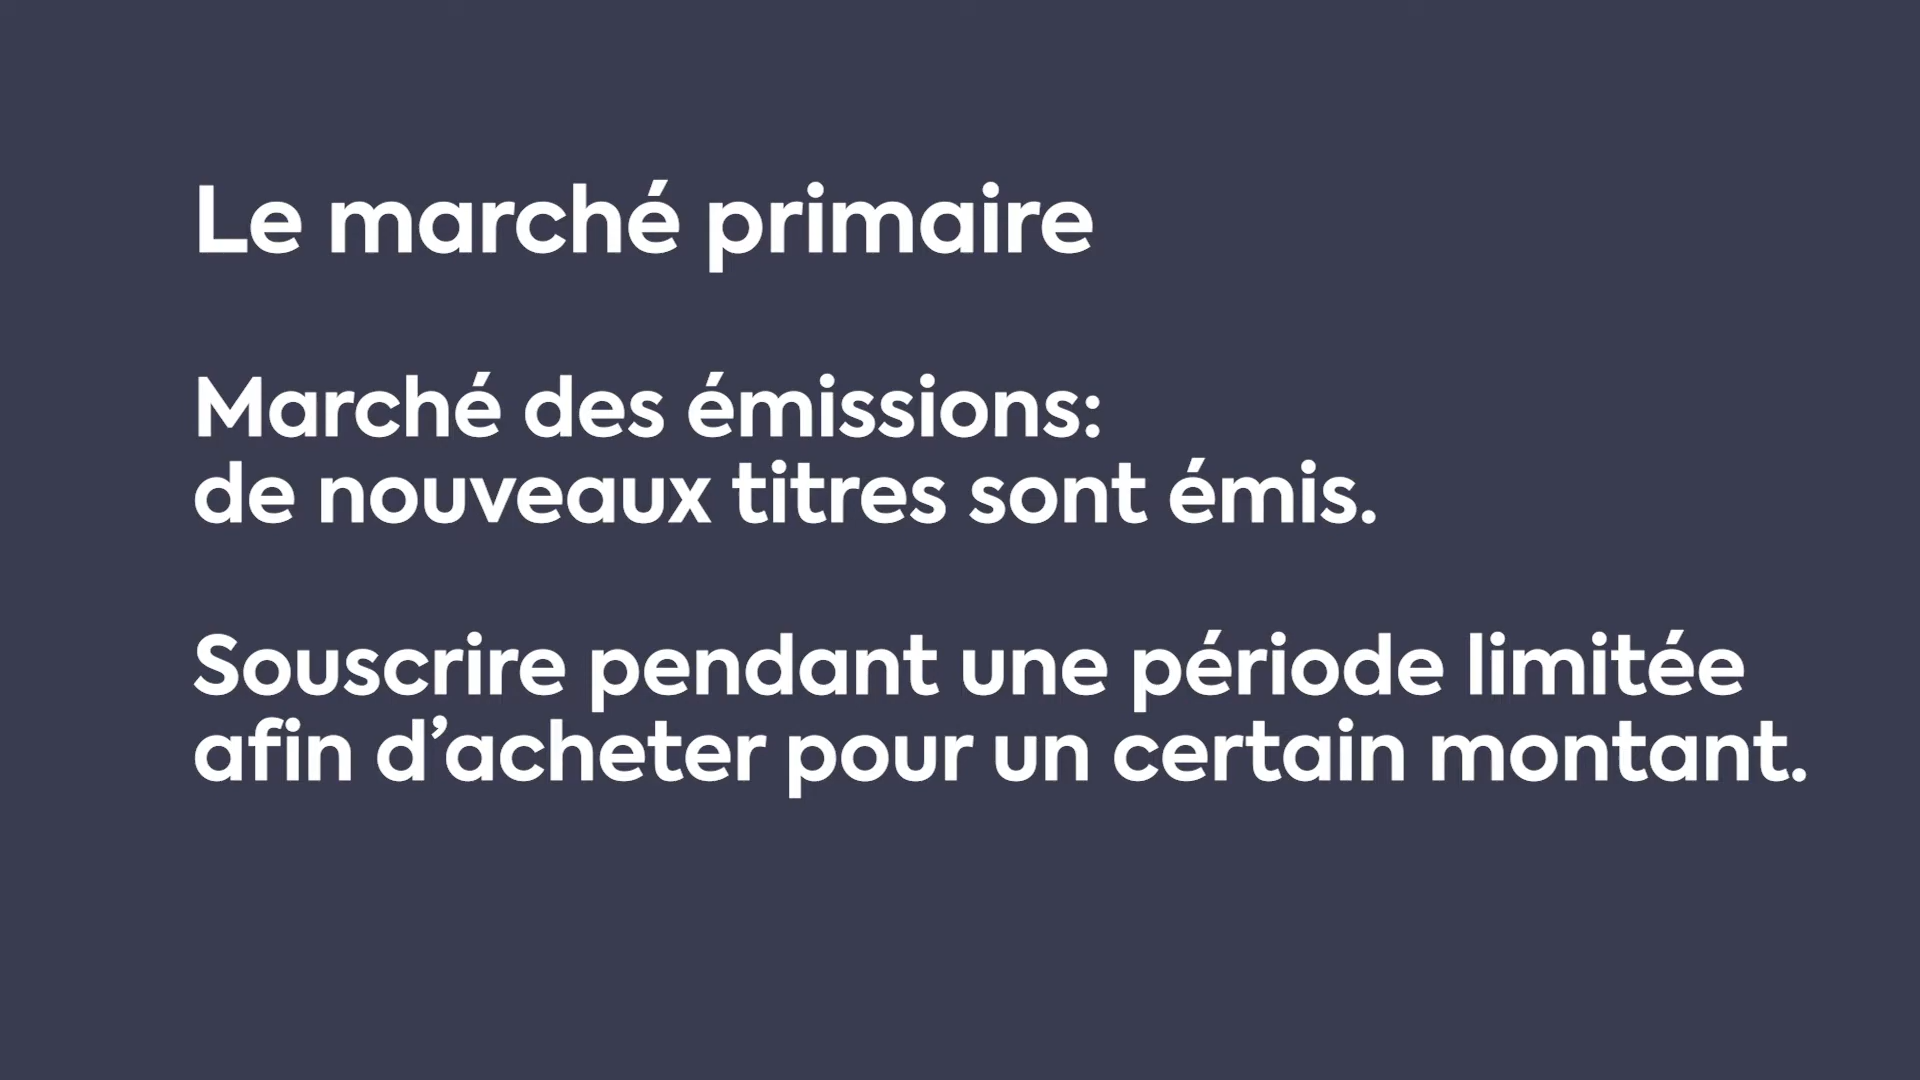 Le marché primaire
Marché des émissions:
de nouveaux titres sont émis.
Souscrire pendant une période limitée
afin d’acheter pour un certain montant.